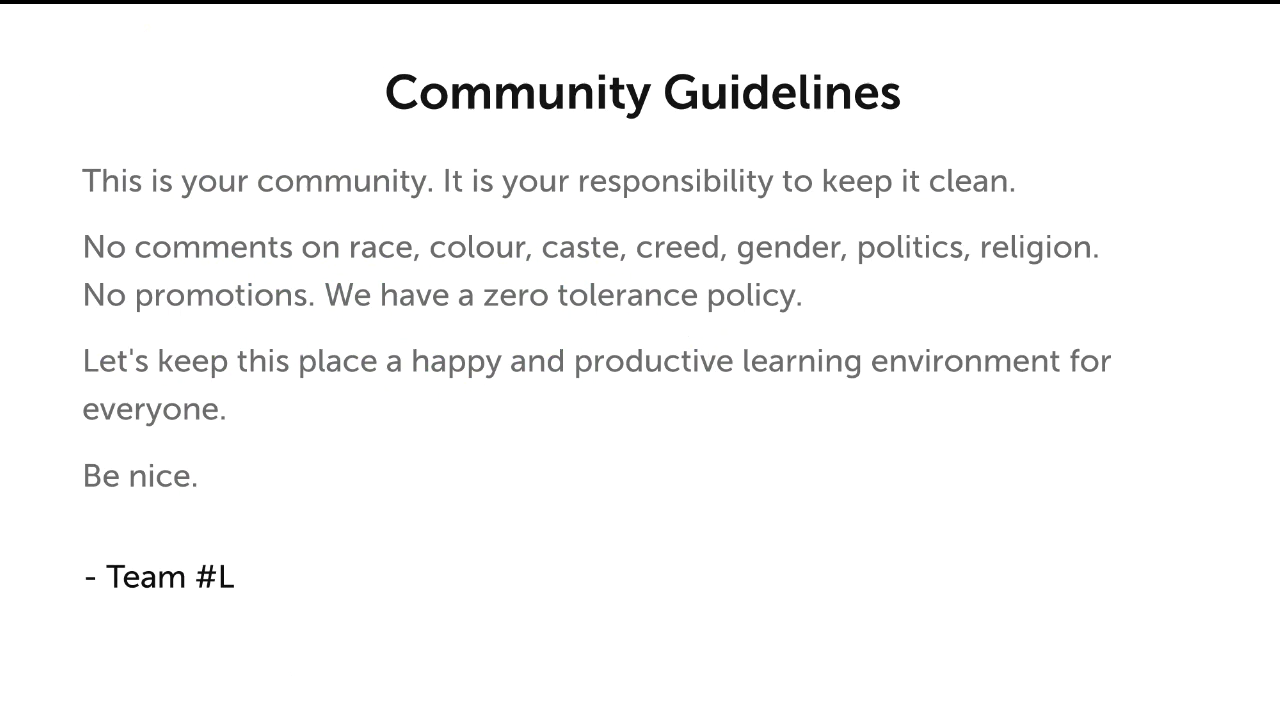 Community Guidelines
This is your community. It is your responsibility to keep it clean.
No comments on race, colour, caste, creed, gender, politics, religion.
No promotions. We have a zero tolerance policy.
Let's keep this place a happy and productive learning environment for
everyone.
Be nice.
- Team #L